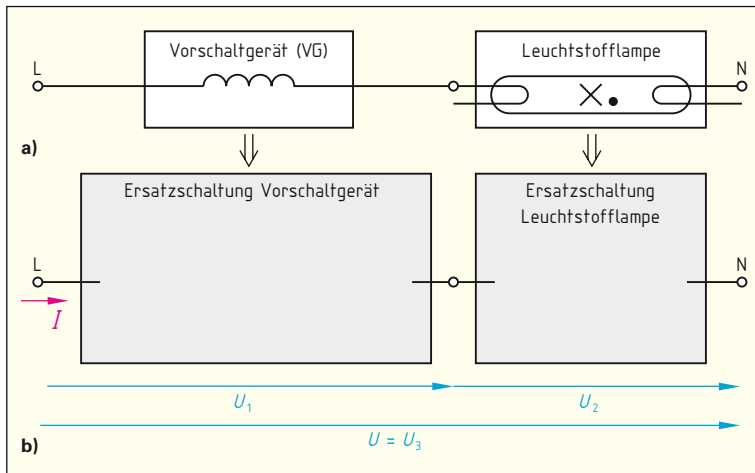 Vorschaltgerät (VG)
Leuchtstofflampe
L
N
a)
Ersatzschaltung Vorschaltgerät
Ersatzschaltung
Leuchtstofflampe
L
N
I
U₁
U₂
U = U₃
b)